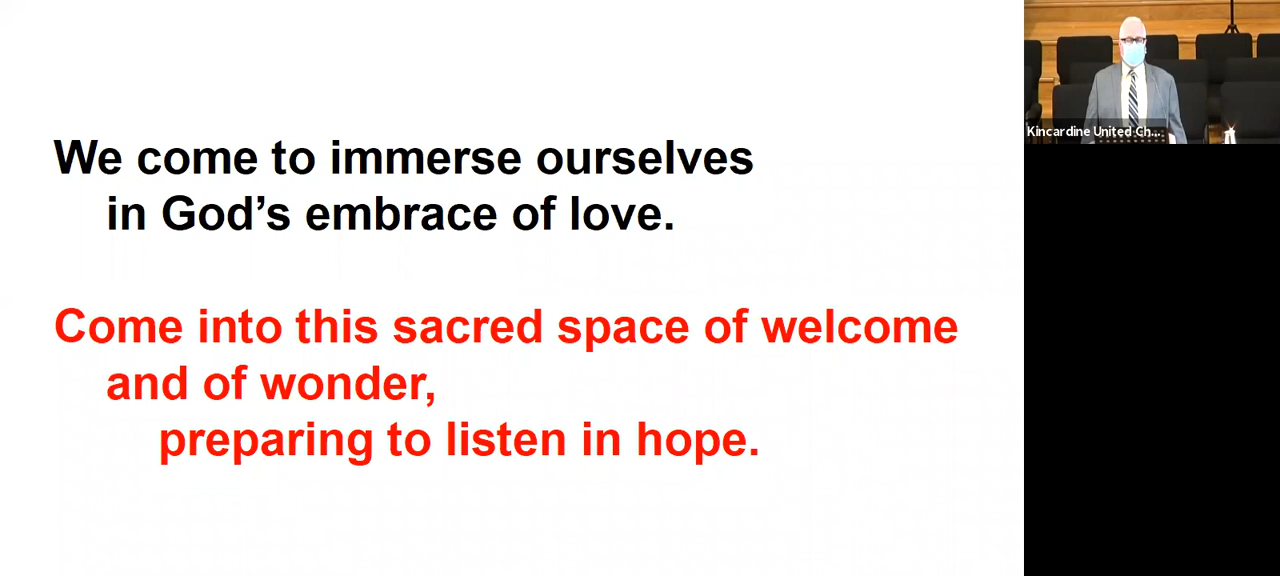 We come to immerse ourselves
in God’s embrace of love.
Come into this sacred space of welcome
and of wonder,
preparing to listen in hope.
Kincardine United Ch...